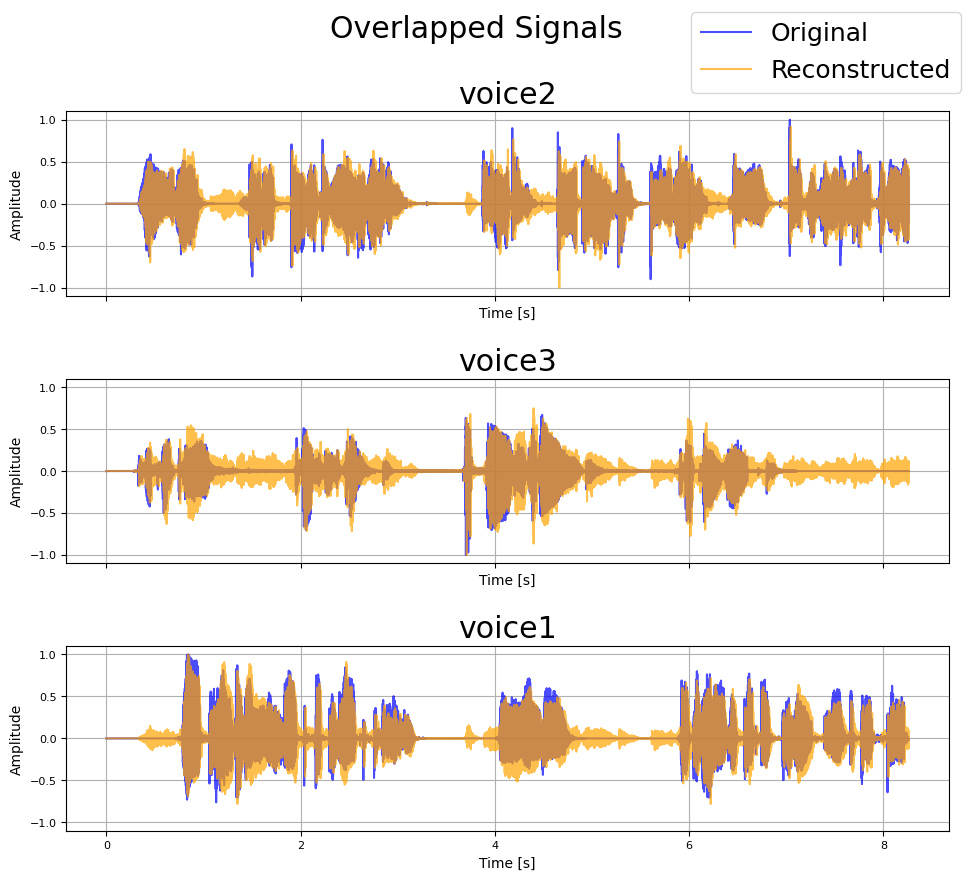 Overlapped Signals
Original
Reconstructed
voice2
1.0
0.5
0.0
−0.5
−1.0
Amplitude
Time [s]
voice3
1.0
0.5
0.0
−0.5
−1.0
Amplitude
Time [s]
voice1
1.0
0.5
0.0
−0.5
−1.0
Amplitude
0 2 4 6 8
Time [s]